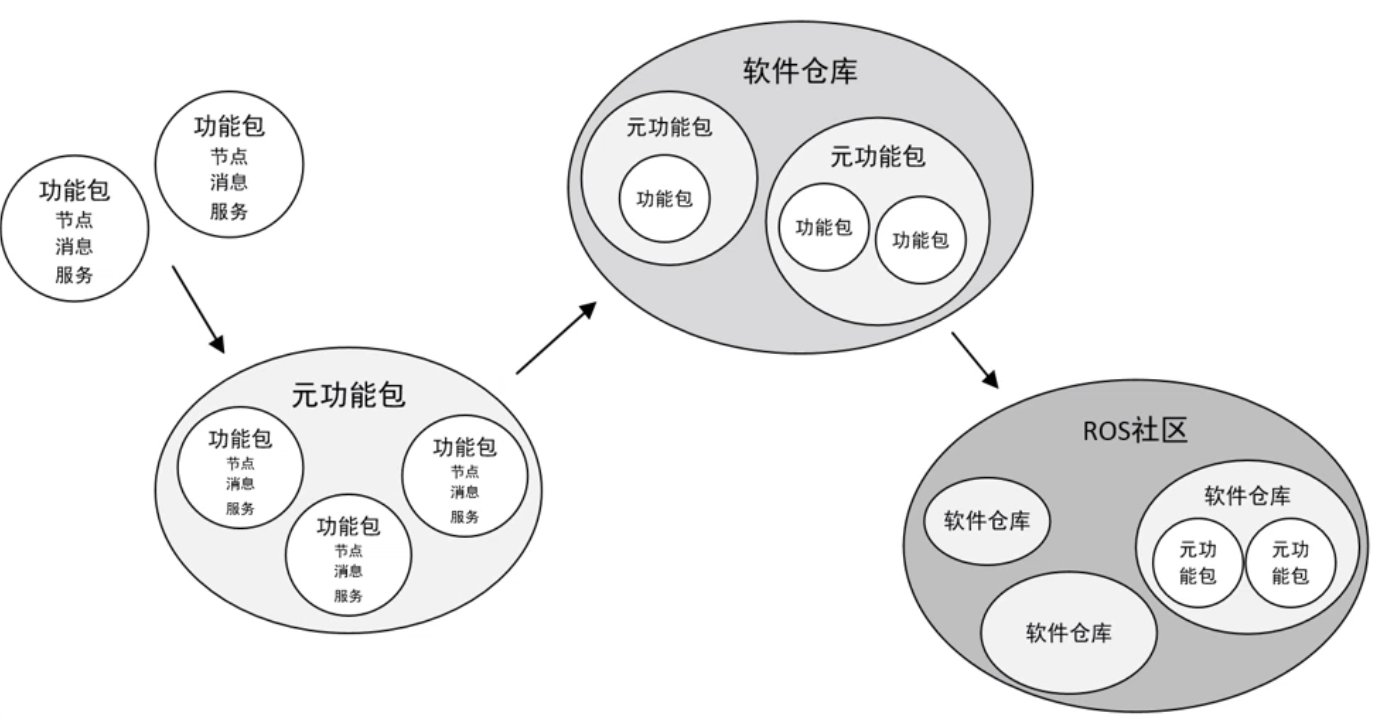 功能包
节点
消息
服务
功能包
节点
消息
服务
元功能包
功能包
节点
消息
服务
功能包
节点
消息
服务
功能包
节点
消息
服务
软件仓库
元功能包
功能包
元功能包
功能包
功能包
ROS社区
软件仓库
软件仓库
软件仓库
元功
能包
元功
能包